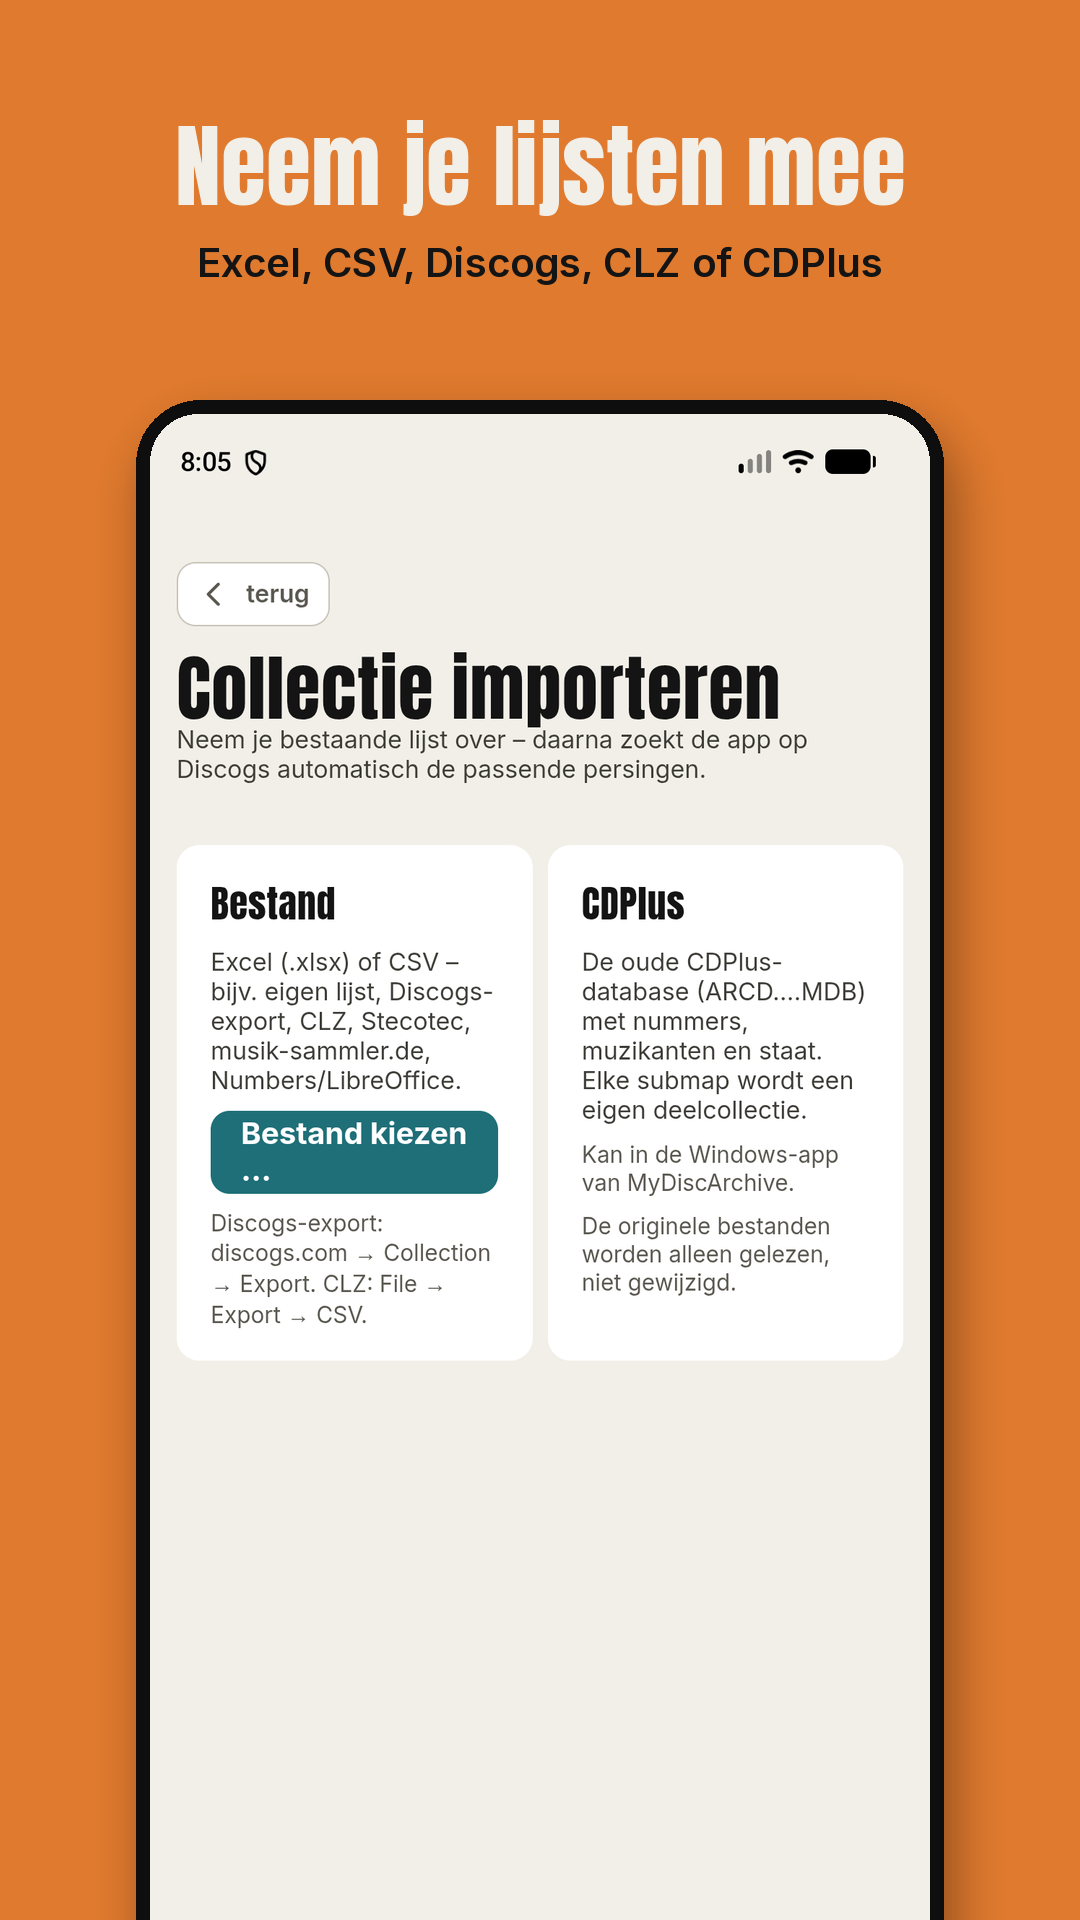 Neem je lijsten mee
Excel, CSV, Discogs, CLZ of CDPlus
8:05
terug
Collectie importeren
Neem je bestaande lijst over – daarna zoekt de app op
Discogs automatisch de passende persingen.
Bestand
Excel (.xlsx) of CSV –
bijv. eigen lijst, Discogs-
export, CLZ, Stecotec,
musik-sammler.de,
Numbers/LibreOffice.
Bestand kiezen
…
Discogs-export:
discogs.com → Collection
→ Export. CLZ: File →
Export → CSV.
CDPlus
De oude CDPlus-
database (ARCD.…MDB)
met nummers,
muzikanten en staat.
Elke submap wordt een
eigen deelcollectie.
Kan in de Windows-app
van MyDiscArchive.
De originele bestanden
worden alleen gelezen,
niet gewijzigd.